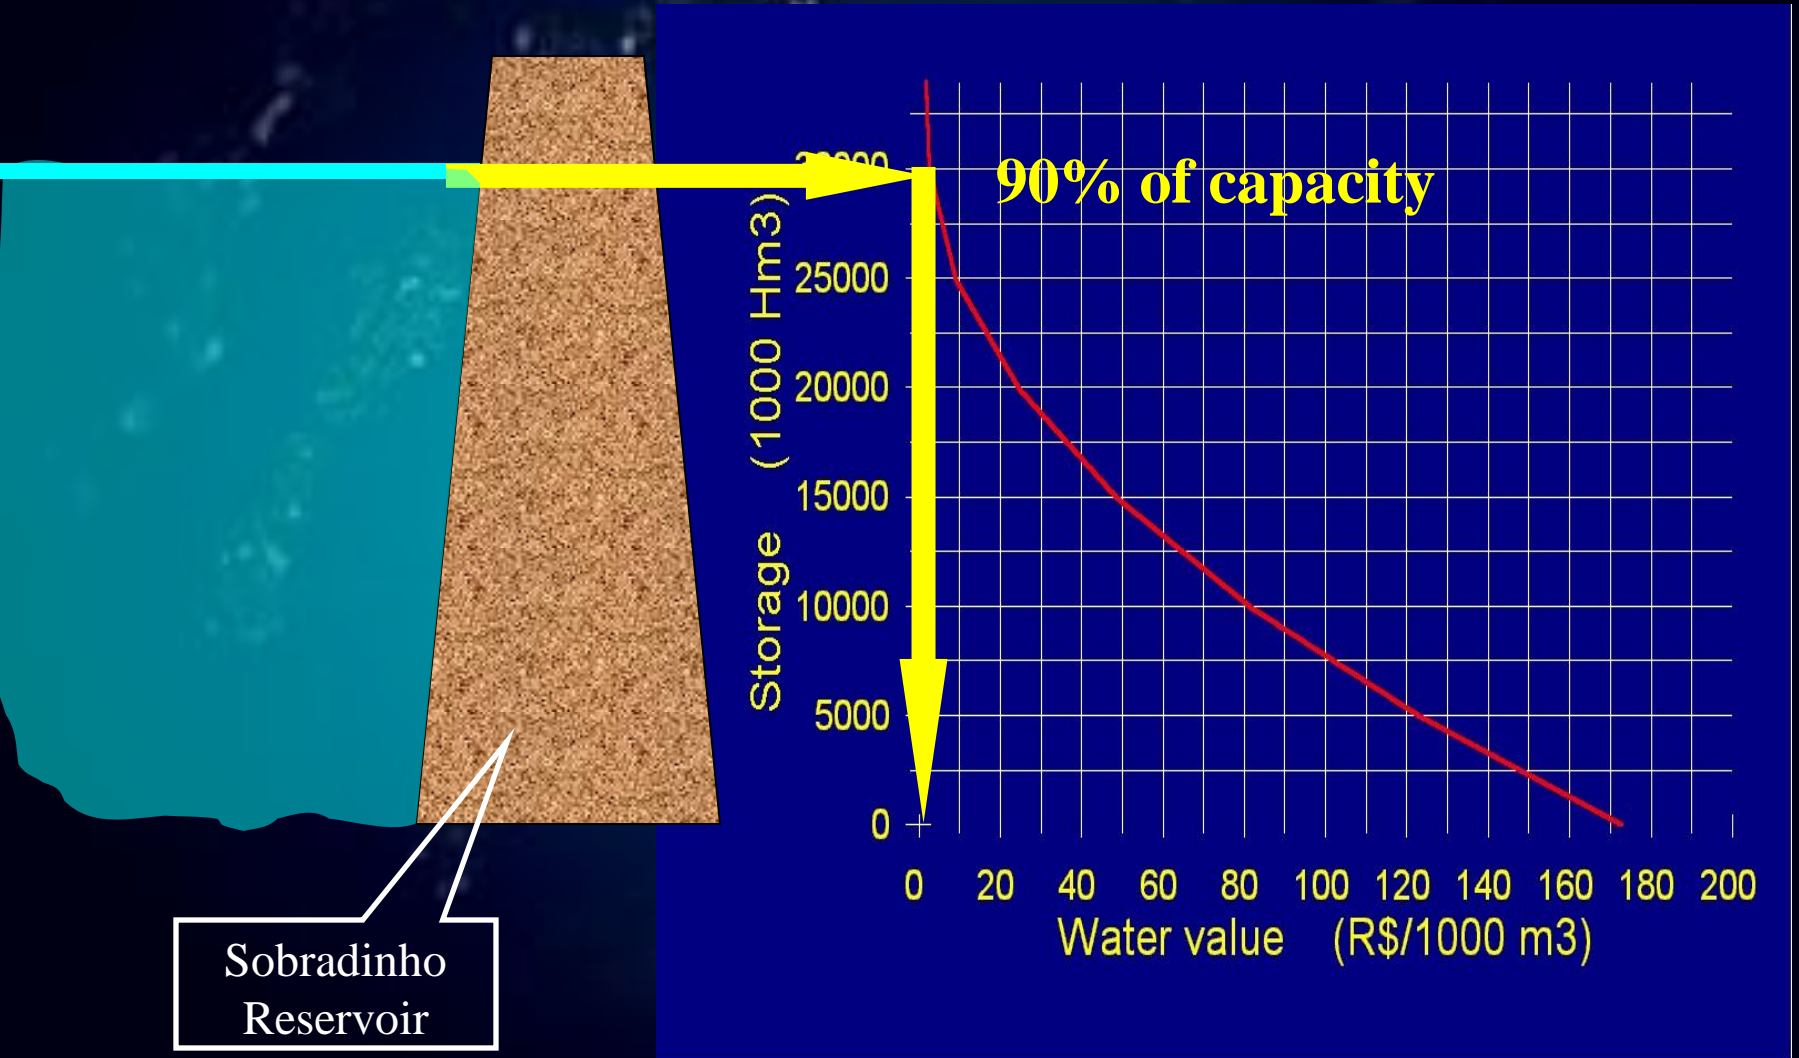 90% of capacity
30000
25000
20000
15000
10000
5000
0
Storage (1000 Hm3)
0 20 40 60 80 100 120 140 160 180 200
Water value (R$/1000 m3)
Sobradinho
Reservoir